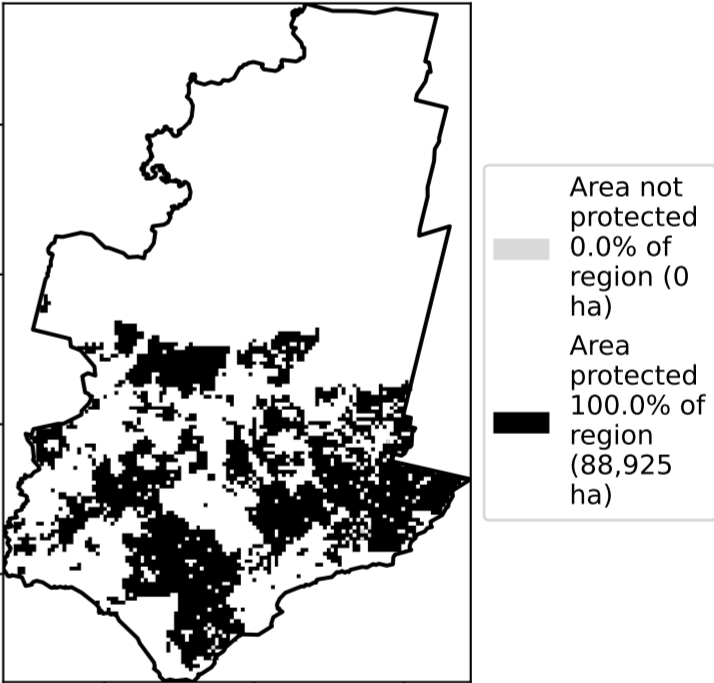 Area not
protected
0.0% of
region (0
ha)
Area
protected
100.0% of
region
(88,925
ha)